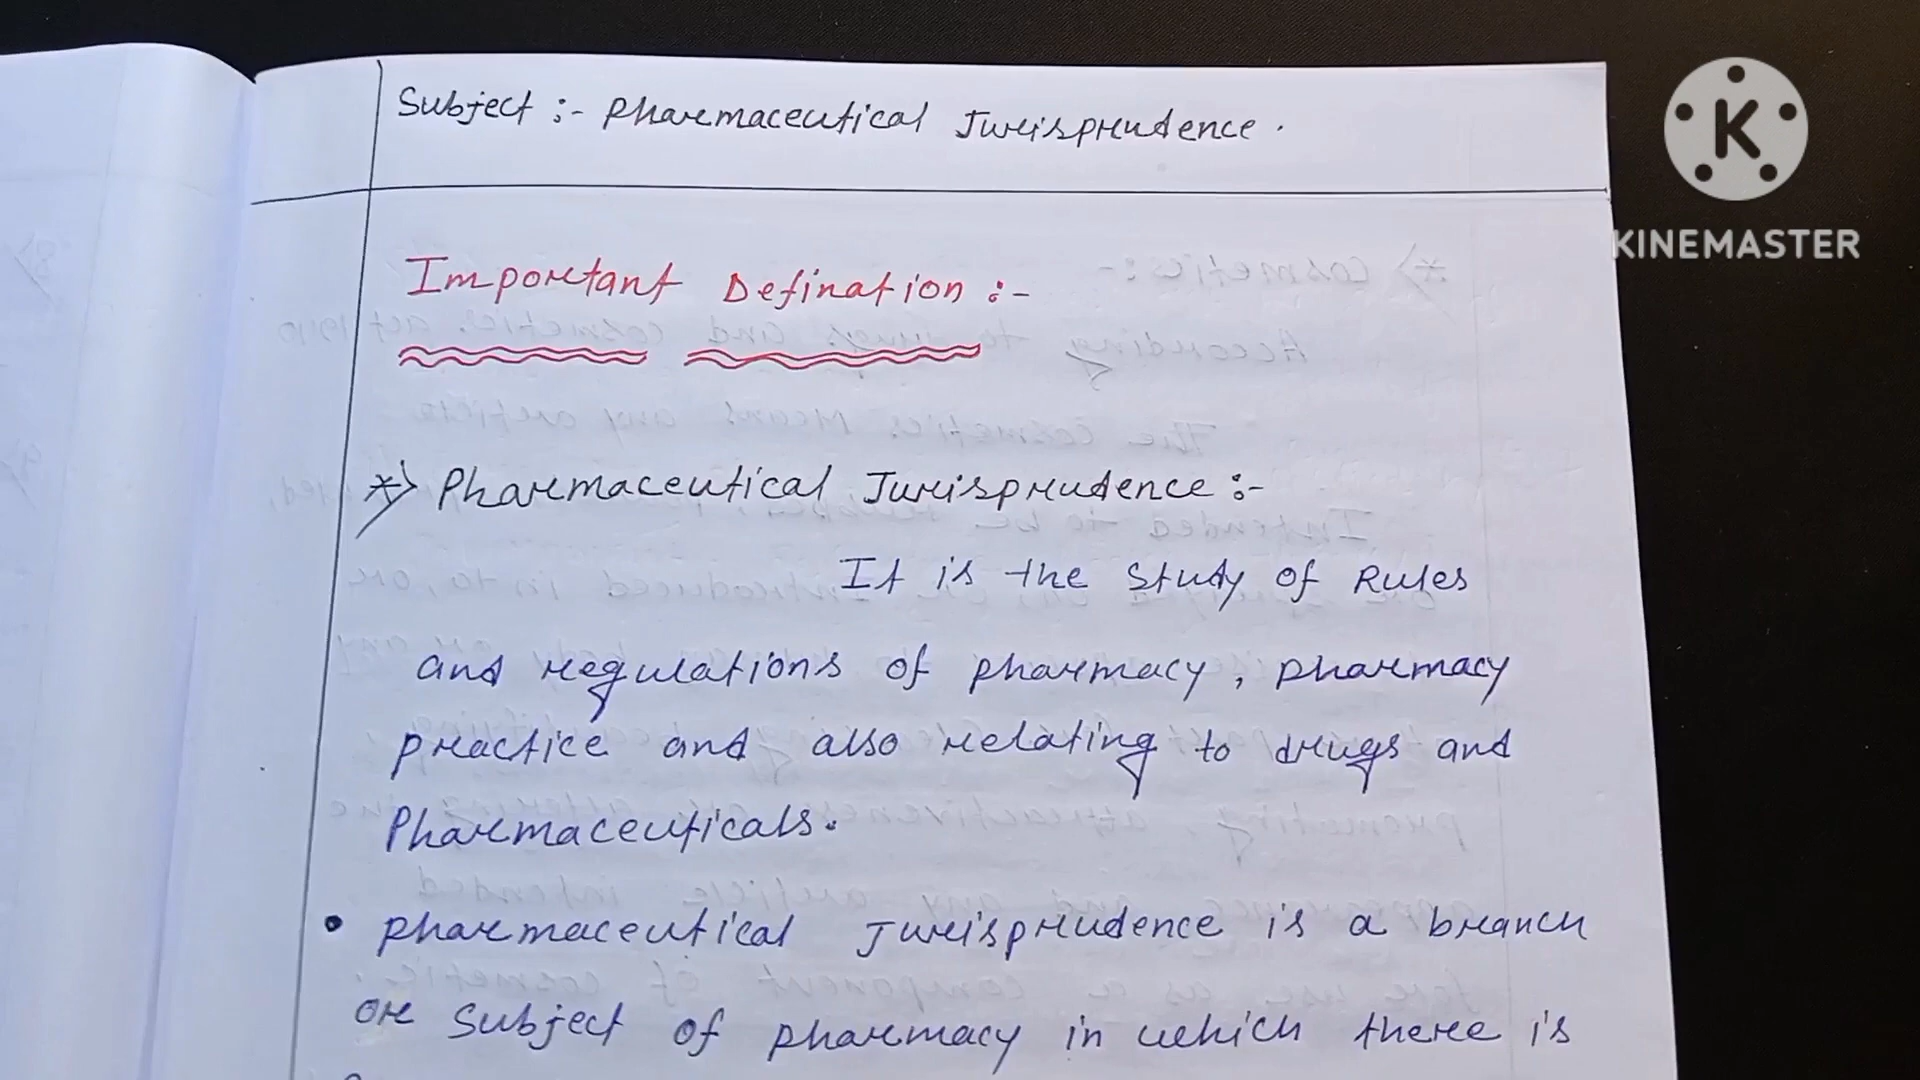 Subject :- Pharmaceutical Jurisprudence.
KINEMASTER
Important Defination :-
*> Pharmaceutical Jurisprudence :-
It is the study of Rules
and regulations of pharmacy, pharmacy
practice and also relating to drugs and
Pharmaceuticals.
• pharmaceutical Jurisprudence is a branch
or subject of pharmacy in which there is